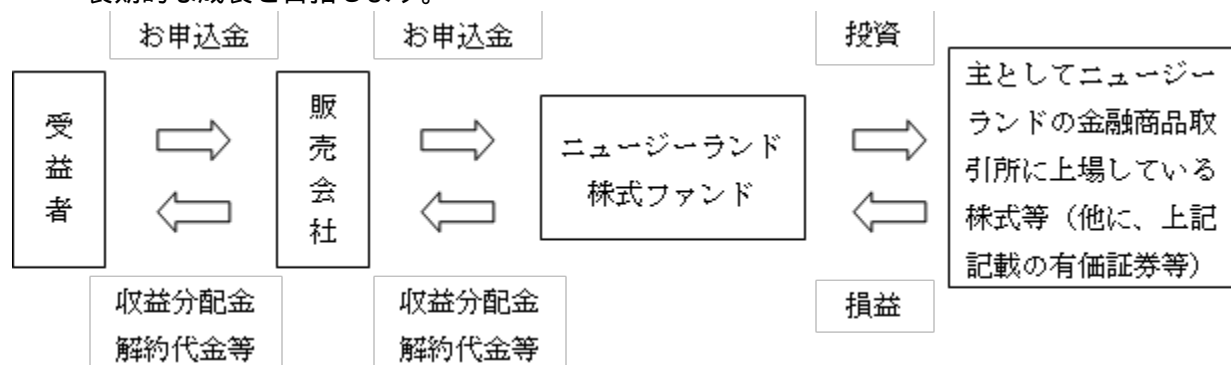 長期的な成長を目指します。
お申込金
お申込金
投資
受益者
販売会社
ニュージーランド
株式ファンド
主としてニュージー
ランドの金融商品取
引所に上場している
株式等（他に、上記
記載の有価証券等）
収益分配金
解約代金等
収益分配金
解約代金等
損益